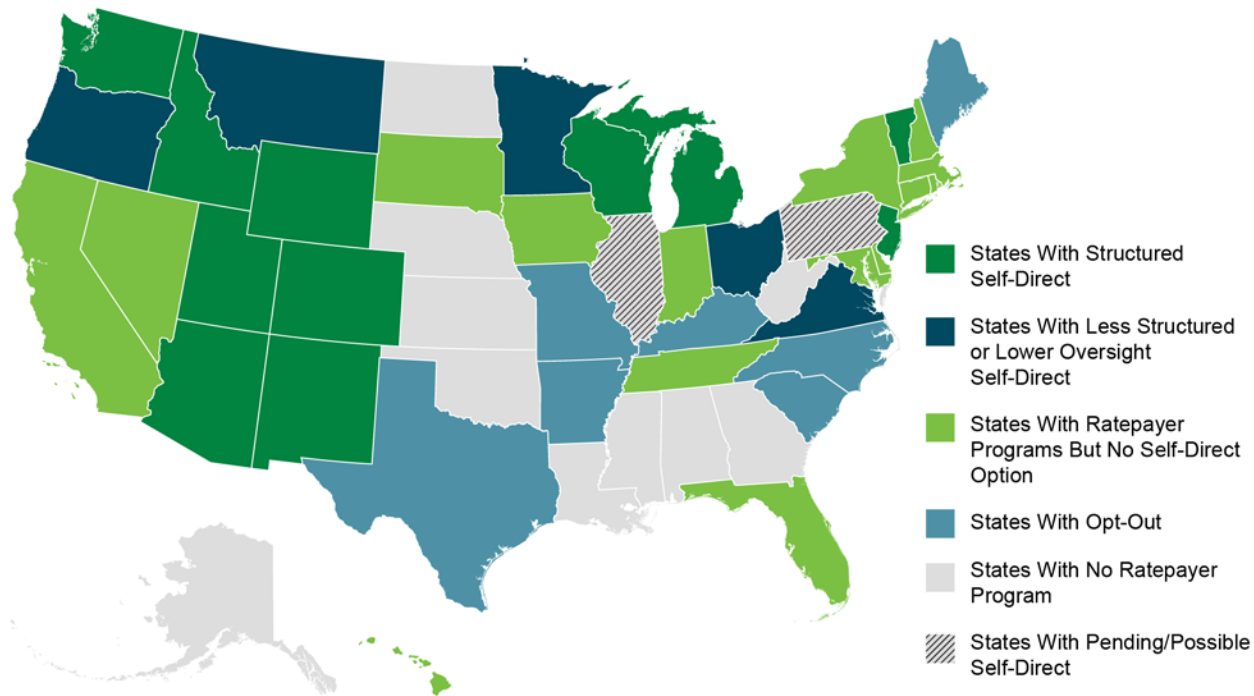 States With Structured
Self-Direct
States With Less Structured
or Lower Oversight
Self-Direct
States With Ratepayer
Programs But No Self-Direct
Option
States With Opt-Out
States With No Ratepayer
Program
States With Pending/Possible
Self-Direct